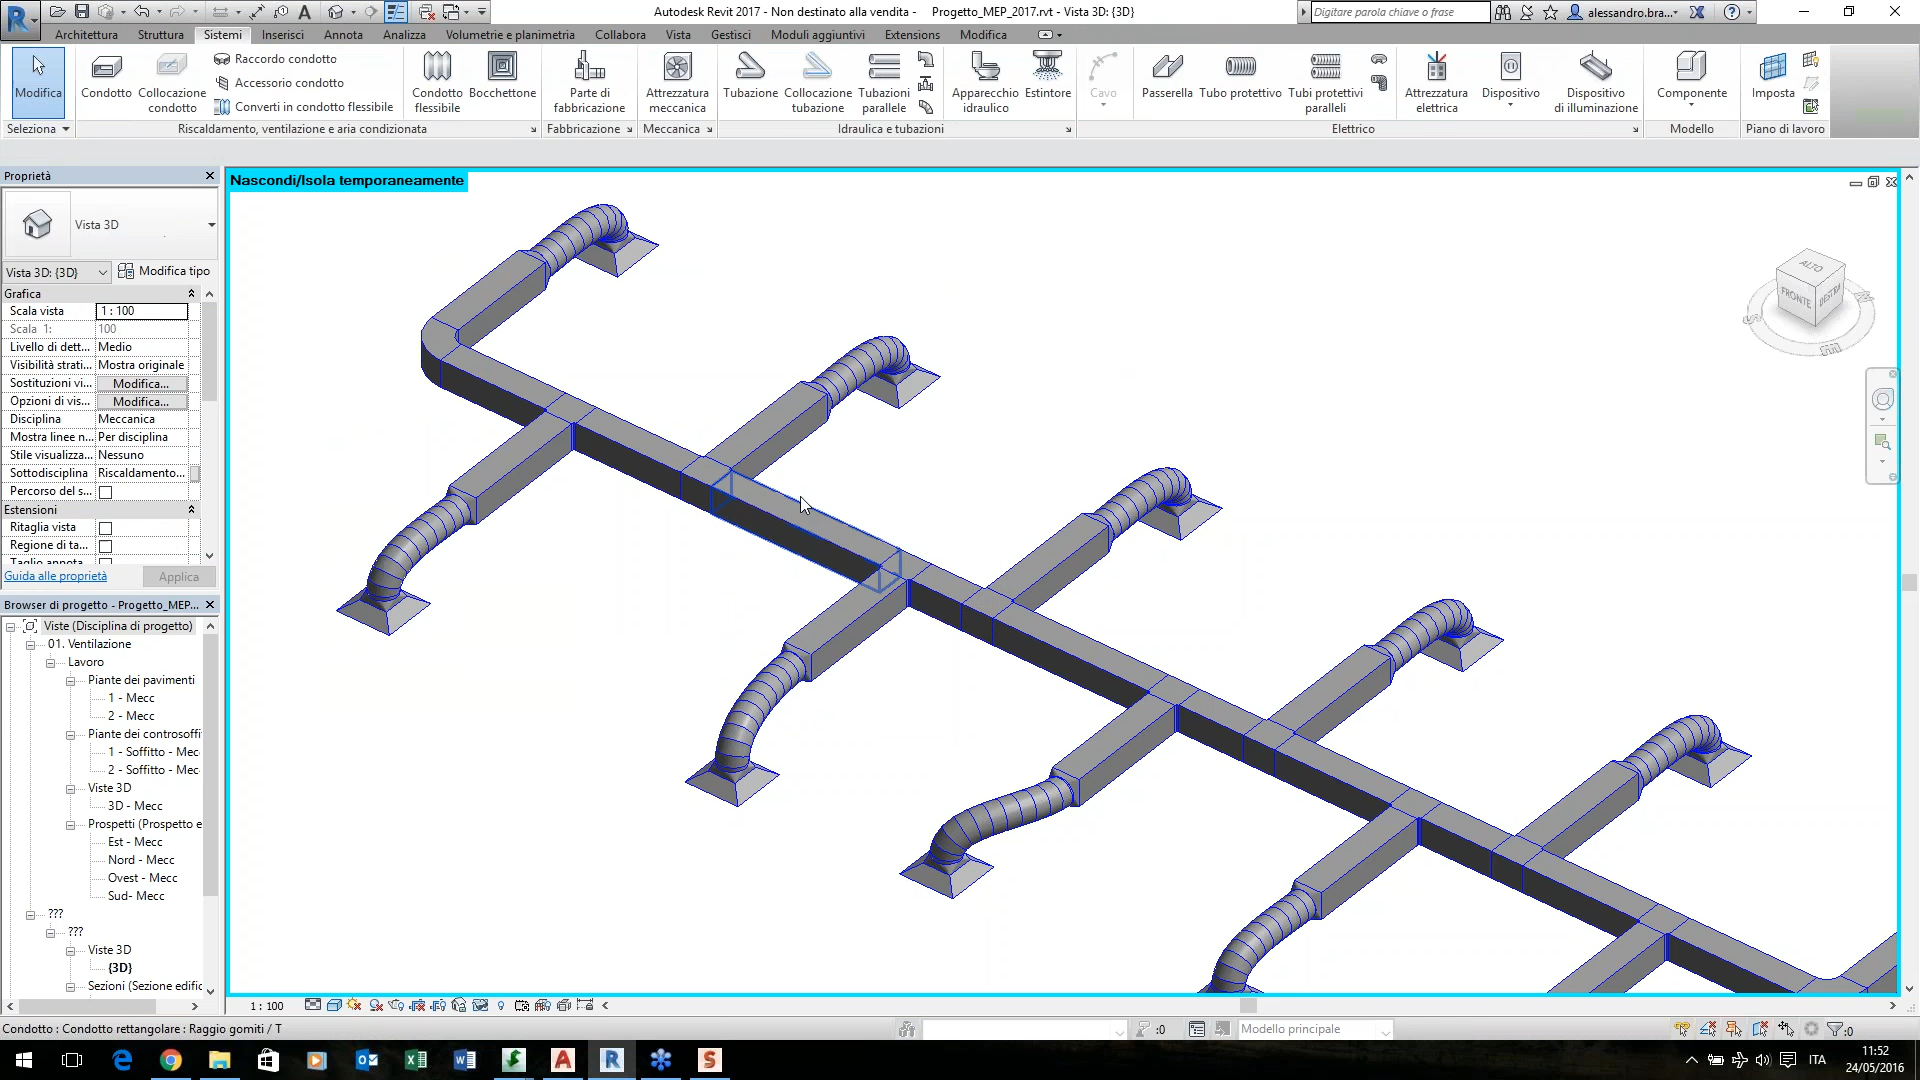 Autodesk Revit 2017 - Non destinato alla vendita - Progetto_MEP_2017.rvt - Vista 3D: {3D}
Digitare parola chiave o frase
alessandro.bra...
Architettura Struttura Sistemi Inserisci Annota Analizza Volumetrie e planimetria Collabora Vista Gestisci Moduli aggiuntivi Extensions Modifica
Modifica
Condotto
Collocazione condotto
Raccordo condotto
Accessorio condotto
Converti in condotto flessibile
Condotto flessibile
Bocchettone
Parte di fabbricazione
Attrezzatura meccanica
Tubazione
Collocazione tubazione
Tubazioni parallele
Apparecchio idraulico
Estintore
Cavo
Passerella
Tubo protettivo
Tubi protettivi paralleli
Attrezzatura elettrica
Dispositivo
Dispositivo di illuminazione
Componente
Imposta
Seleziona Riscaldamento, ventilazione e aria condizionata Fabbricazione Meccanica Idraulica e tubazioni Elettrico Modello Piano di lavoro
Proprietà
Vista 3D
Vista 3D: {3D} Modifica tipo
Grafica
Scala vista 1 : 100
Scala 1: 100
Livello di dett... Medio
Visibilità strati... Mostra originale
Sostituzioni vi... Modifica...
Opzioni di vis... Modifica...
Disciplina Meccanica
Mostra linee n... Per disciplina
Stile visualizza... Nessuno
Sottodisciplina Riscaldamento...
Percorso del s...
Estensioni
Ritaglia vista
Regione di ta...
Taglio annota...
Guida alle proprietà Applica
Browser di progetto - Progetto_MEP...
Viste (Disciplina di progetto)
01. Ventilazione
Lavoro
Piante dei pavimenti
1 - Mecc
2 - Mecc
Piante dei controsoffi
1 - Soffitto - Mec
2 - Soffitto - Mec
Viste 3D
3D - Mecc
Prospetti (Prospetto e
Est - Mecc
Nord - Mecc
Ovest - Mecc
Sud- Mecc
???
???
Viste 3D
{3D}
Sezioni (Sezione edific
Nascondi/Isola temporaneamente
ALTO
FRONTE
DESTRA
1 : 100
Condotto : Condotto rettangolare : Raggio gomiti / T
:0
Modello principale
:0
ITA
11:52
24/05/2016